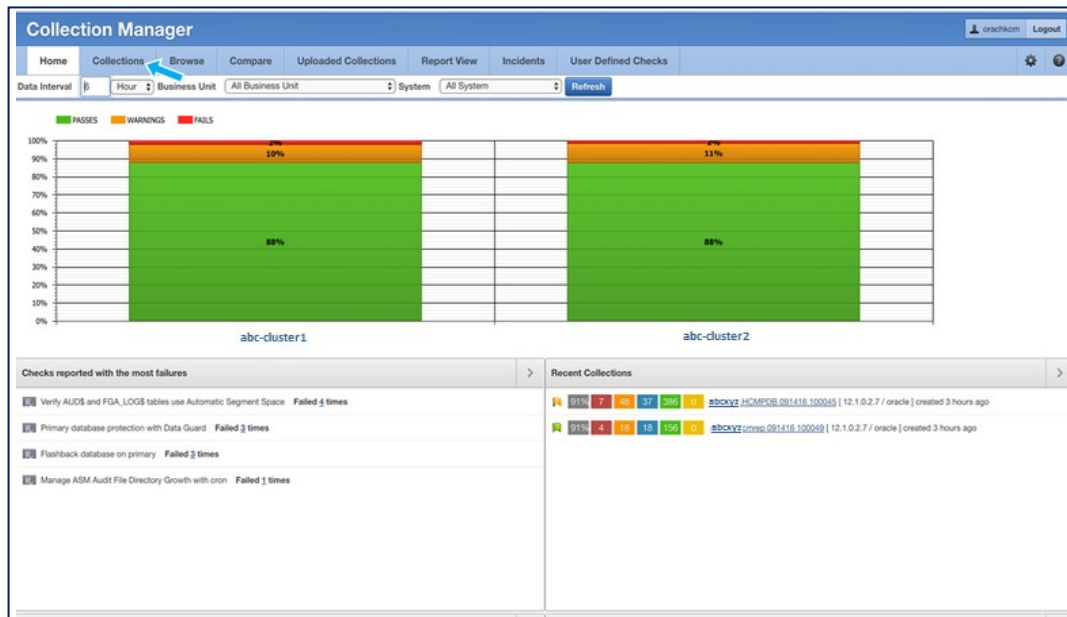 Collection Manager
orachkcm Logout
Home Collections Browse Compare Uploaded Collections Report View Incidents User Defined Checks
Data Interval 6 Hour Business Unit All Business Unit System All System Refresh
PASSES WARNINGS FAILS
100%
90%
80%
70%
60%
50%
40%
30%
20%
10%
0%
2%
10%
88%
2%
11%
88%
abc-cluster1 abc-cluster2
Checks reported with the most failures
Verify AUD$ and FGA_LOG$ tables use Automatic Segment Space Failed 4 times
Primary database protection with Data Guard Failed 3 times
Flashback database on primary Failed 3 times
Manage ASM Audit File Directory Growth with cron Failed 1 times
Recent Collections
91% 7 48 37 386 0 abcxyz HCMPDB 091416 100045 [ 12.1.0.2.7 / oracle ] created 3 hours ago
91% 4 18 18 156 0 abcxyz cmrep 091416 100049 [ 12.1.0.2.7 / oracle ] created 3 hours ago